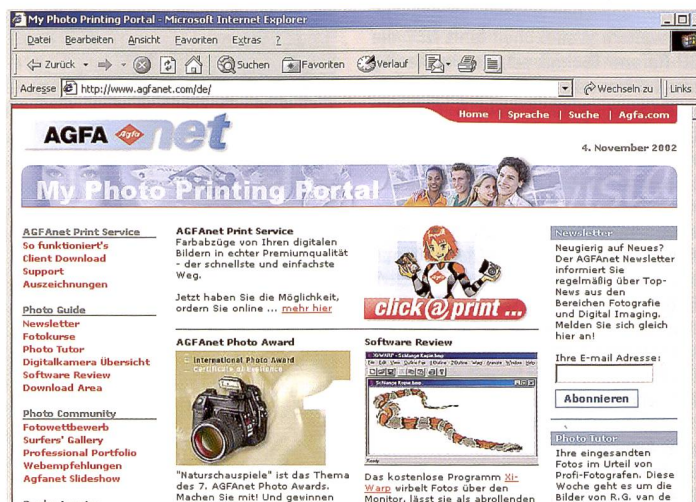 My Photo Printing Portal - Microsoft Internet Explorer
Datei Bearbeiten Ansicht Favoriten Extras ?
Zurück Suchen Favoriten Verlauf
Adresse http://www.agfanet.com/de/ Wechseln zu Links
Home | Sprache | Suche | Agfa.com
AGFA Agfa net
4. November 2002
My Photo Printing Portal
AGFAnet Print Service
So funktioniert's
Client Download
Support
Auszeichnungen
Photo Guide
Newsletter
Fotokurse
Photo Tutor
Digitalkamera Übersicht
Software Review
Download Area
Photo Community
Fotowettbewerb
Surfers' Gallery
Professional Portfolio
Webempfehlungen
Agfanet Slideshow
AGFAnet Print Service
Farbabzüge von Ihren digitalen
Bildern in echter Premiumqualität
- der schnellste und einfachste
Weg.
Jetzt haben Sie die Möglichkeit,
ordern Sie online ... mehr hier
click@print ...
AGFAnet Photo Award
International Photo Award
Certificate of Excellence
"Naturschauspiele" ist das Thema
des 7. AGFAnet Photo Awards.
Machen Sie mit! Und gewinnen
Software Review
XiWARP - Schlange Kopie.bmp
Schlange Kopie.bmp
Ready
Das kostenlose Programm Xi-
Warp wirbelt Fotos über den
Monitor, lässt sie als abrollenden
Newsletter
Neugierig auf Neues?
Der AGFAnet Newsletter
informiert Sie
regelmäßig über Top-
News aus den
Bereichen Fotografie
und Digital Imaging.
Melden Sie sich gleich
hier an!
Ihre E-mail Adresse:
Abonnieren
Photo Tutor
Ihre eingesandten
Fotos im Urteil von
Profi-Fotografen. Diese
Woche geht es um die
Bilder von R.G. van de